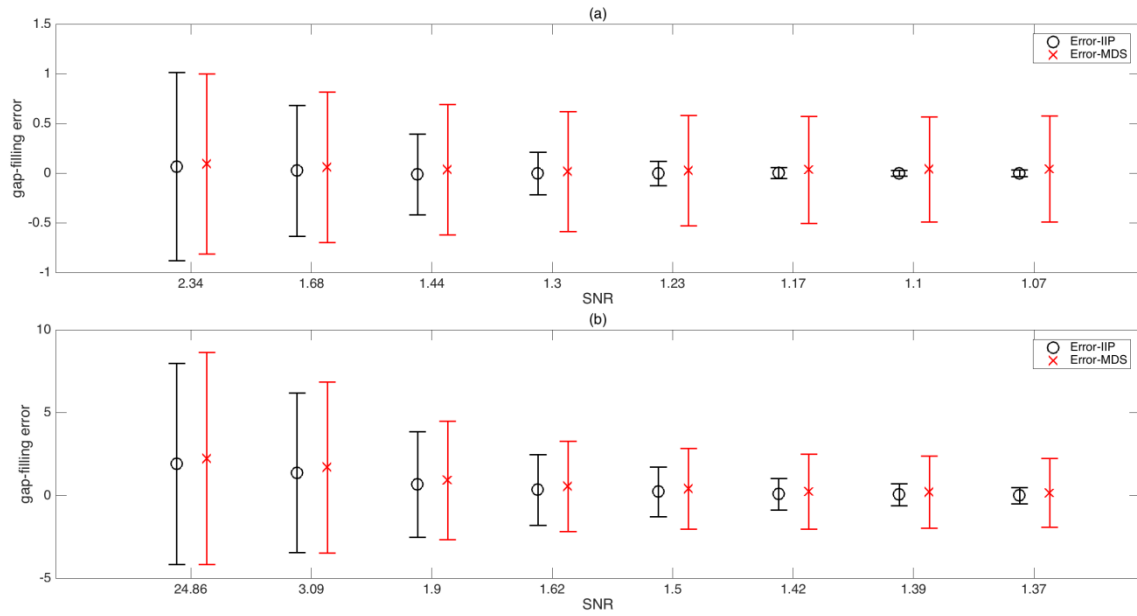 (a)
1.5
1
0.5
0
-0.5
-1
gap-filling error
Error-IIP
Error-MDS
2.34 1.68 1.44 1.3 1.23 1.17 1.1 1.07
SNR
(b)
10
5
0
-5
gap-filling error
Error-IIP
Error-MDS
24.86 3.09 1.9 1.62 1.5 1.42 1.39 1.37
SNR